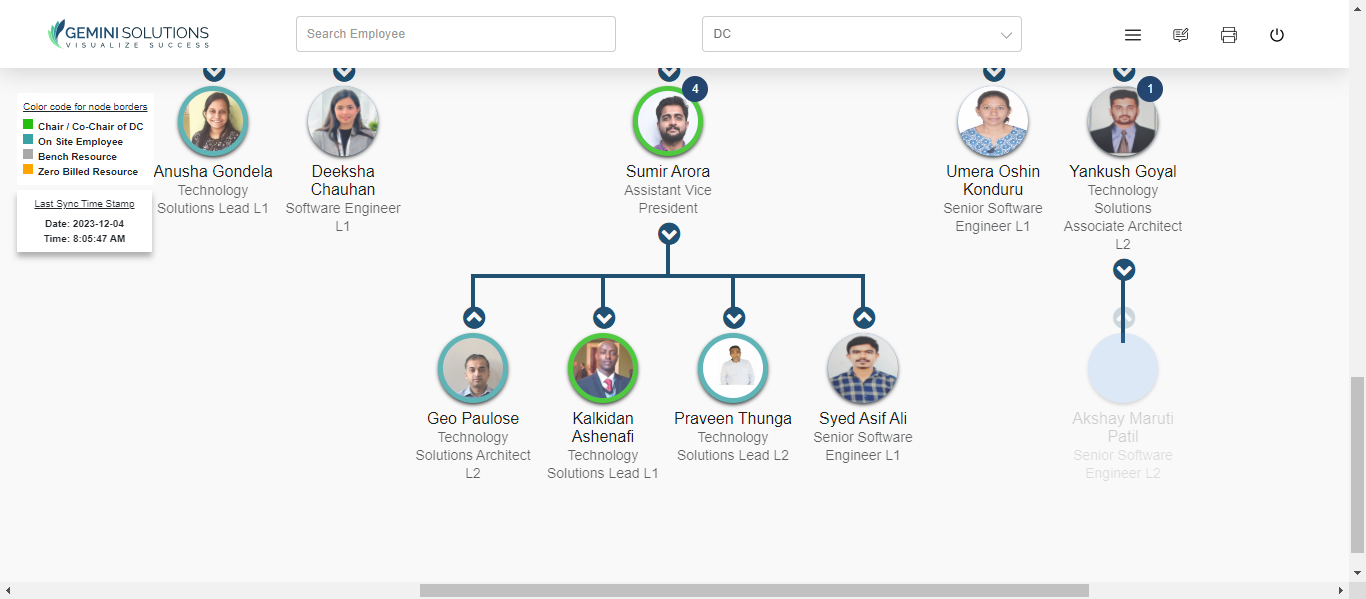 GEMINI SOLUTIONS
VISUALIZE SUCCESS
Search Employee
DC
Color code for node borders
Chair / Co-Chair of DC
On Site Employee
Bench Resource
Zero Billed Resource
Last Sync Time Stamp
Date: 2023-12-04
Time: 8:05:47 AM
Anusha Gondela
Technology
Solutions Lead L1
Deeksha
Chauhan
Software Engineer
L1
4
Sumir Arora
Assistant Vice
President
Umera Oshin
Konduru
Senior Software
Engineer L1
1
Yankush Goyal
Technology
Solutions
Associate Architect
L2
Geo Paulose
Technology
Solutions Architect
L2
Kalkidan
Ashenafi
Technology
Solutions Lead L1
Praveen Thunga
Technology
Solutions Lead L2
Syed Asif Ali
Senior Software
Engineer L1
Akshay Maruti
Patil
Senior Software
Engineer L2